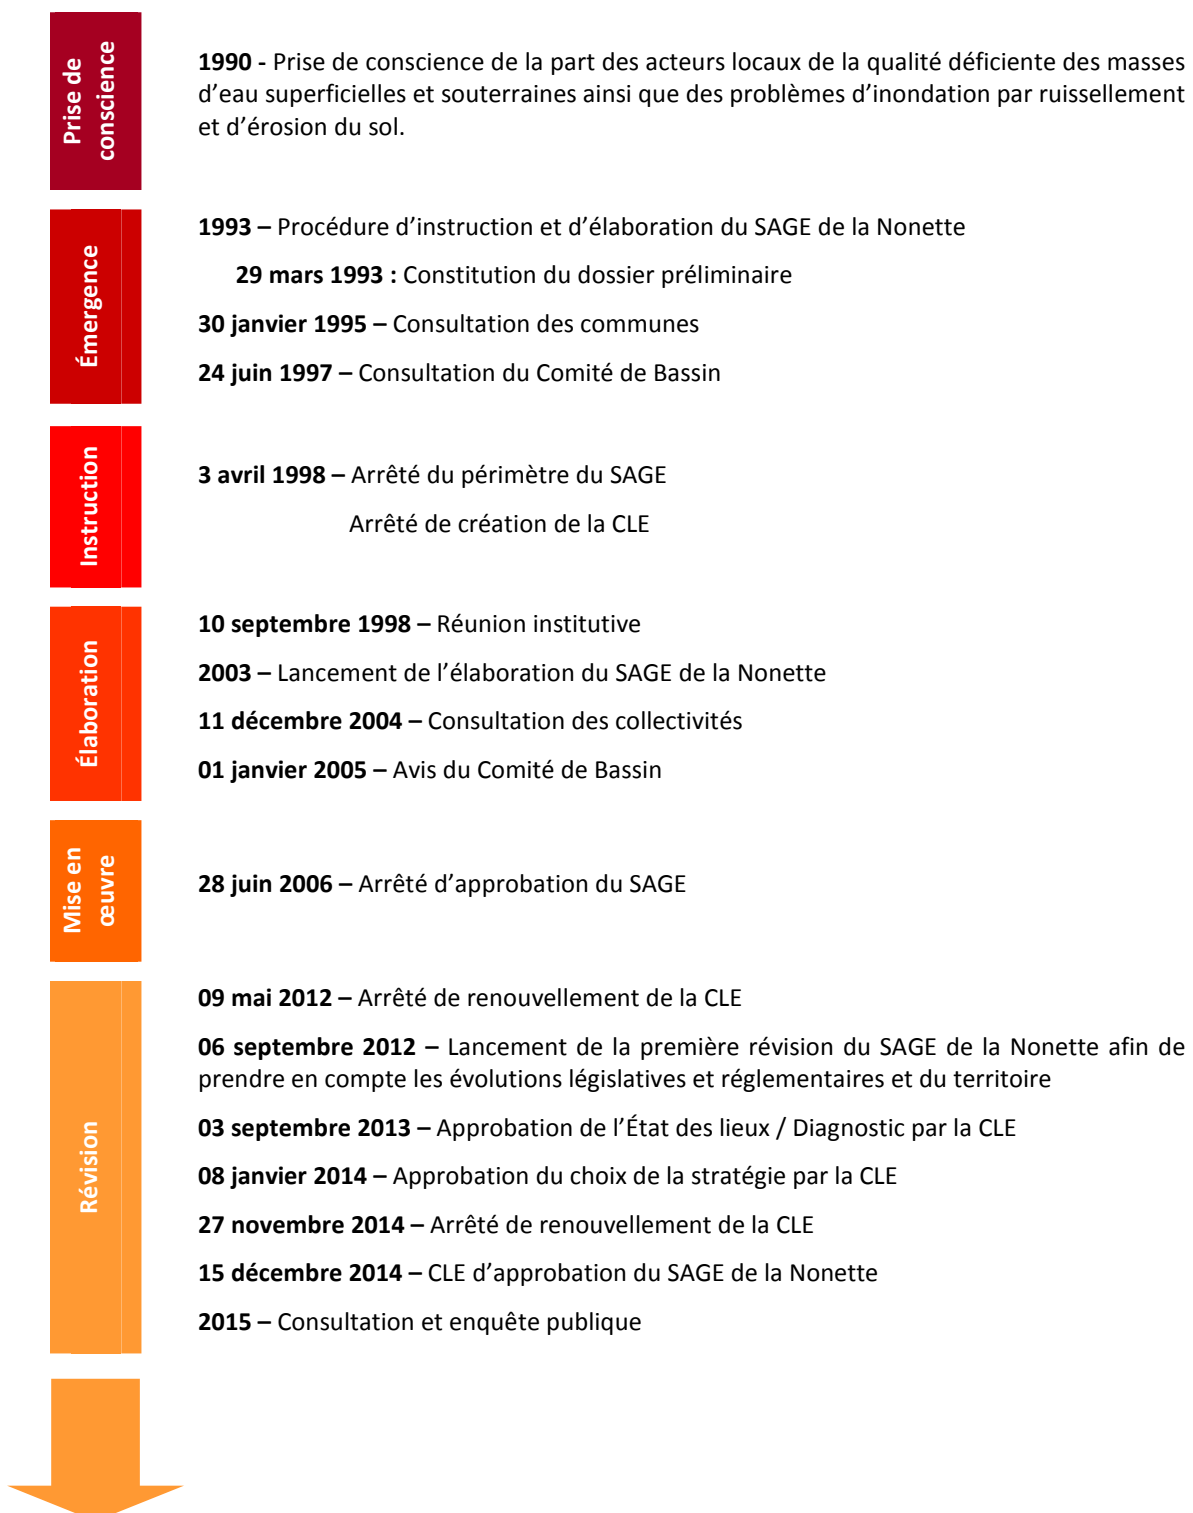 Prise de
conscience
1990 - Prise de conscience de la part des acteurs locaux de la qualité déficiente des masses
d’eau superficielles et souterraines ainsi que des problèmes d’inondation par ruissellement
et d’érosion du sol.
Émergence
1993 – Procédure d’instruction et d’élaboration du SAGE de la Nonette
29 mars 1993 : Constitution du dossier préliminaire
30 janvier 1995 – Consultation des communes
24 juin 1997 – Consultation du Comité de Bassin
Instruction
3 avril 1998 – Arrêté du périmètre du SAGE
Arrêté de création de la CLE
Élaboration
10 septembre 1998 – Réunion institutive
2003 – Lancement de l’élaboration du SAGE de la Nonette
11 décembre 2004 – Consultation des collectivités
01 janvier 2005 – Avis du Comité de Bassin
Mise en
œuvre
28 juin 2006 – Arrêté d’approbation du SAGE
Révision
09 mai 2012 – Arrêté de renouvellement de la CLE
06 septembre 2012 – Lancement de la première révision du SAGE de la Nonette afin de
prendre en compte les évolutions législatives et réglementaires et du territoire
03 septembre 2013 – Approbation de l’État des lieux / Diagnostic par la CLE
08 janvier 2014 – Approbation du choix de la stratégie par la CLE
27 novembre 2014 – Arrêté de renouvellement de la CLE
15 décembre 2014 – CLE d’approbation du SAGE de la Nonette
2015 – Consultation et enquête publique